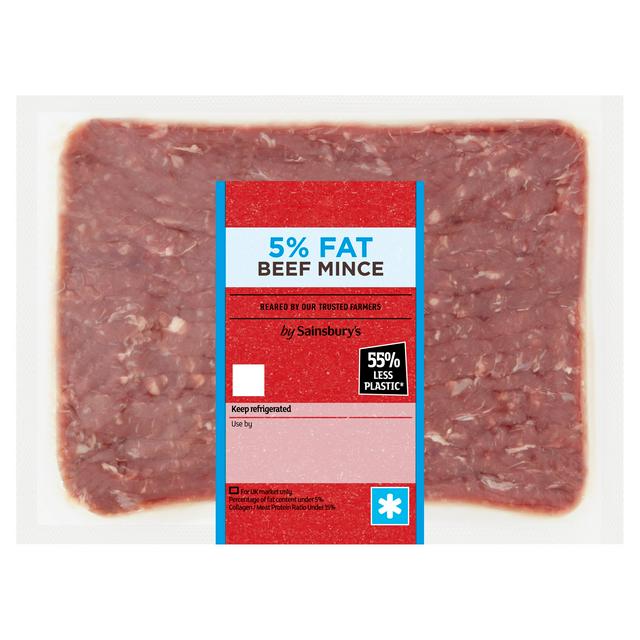 5% FAT
BEEF MINCE
REARED BY OUR TRUSTED FARMERS
by Sainsbury's
55%
LESS
PLASTIC*
Keep refrigerated
Use by
For UK market only
Percentage of fat content under 5%
Collagen / Meat Protein Ratio Under 15%